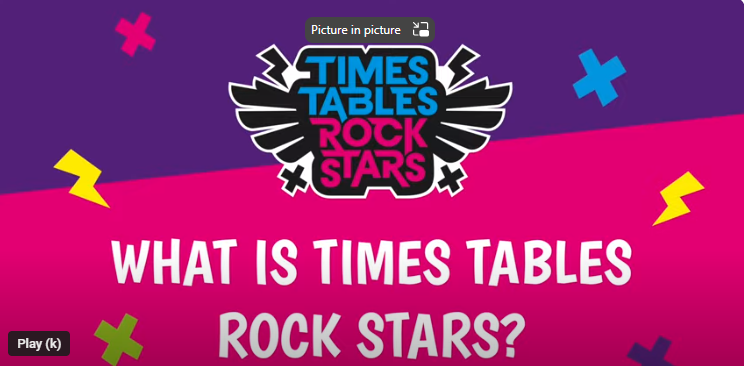 Picture in picture
TIMES
TABLES
ROCK
STARS
WHAT IS TIMES TABLES
ROCK STARS?
Play (k)